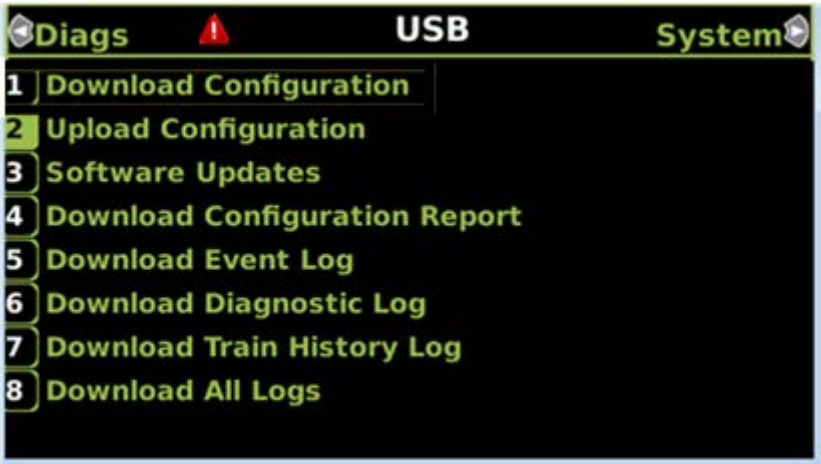 Diags USB System
1 Download Configuration
2 Upload Configuration
3 Software Updates
4 Download Configuration Report
5 Download Event Log
6 Download Diagnostic Log
7 Download Train History Log
8 Download All Logs